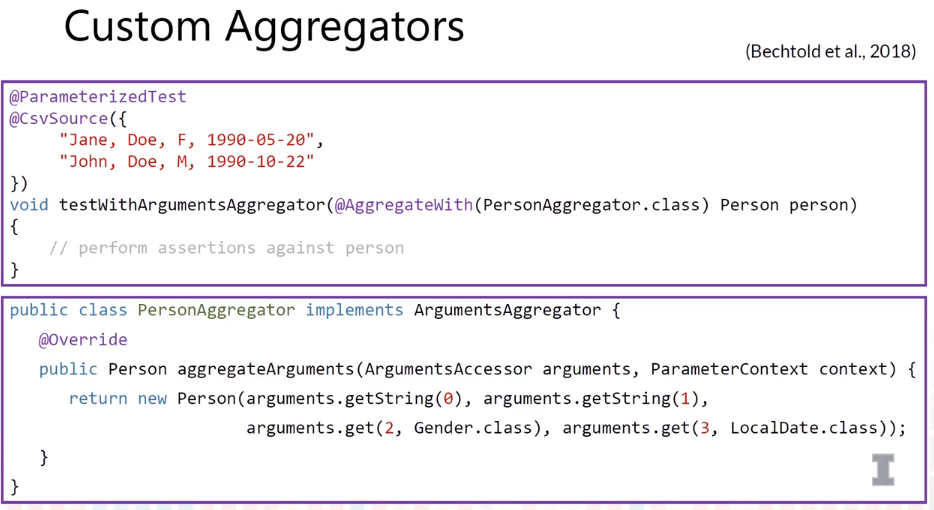 Custom Aggregators
(Bechtold et al., 2018)
@ParameterizedTest
@CsvSource({
"Jane, Doe, F, 1990-05-20",
"John, Doe, M, 1990-10-22"
})
void testWithArgumentsAggregator(@AggregateWith(PersonAggregator.class) Person person)
{
// perform assertions against person
}
public class PersonAggregator implements ArgumentsAggregator {
@Override
public Person aggregateArguments(ArgumentsAccessor arguments, ParameterContext context) {
return new Person(arguments.getString(0), arguments.getString(1),
arguments.get(2, Gender.class), arguments.get(3, LocalDate.class));
}
}